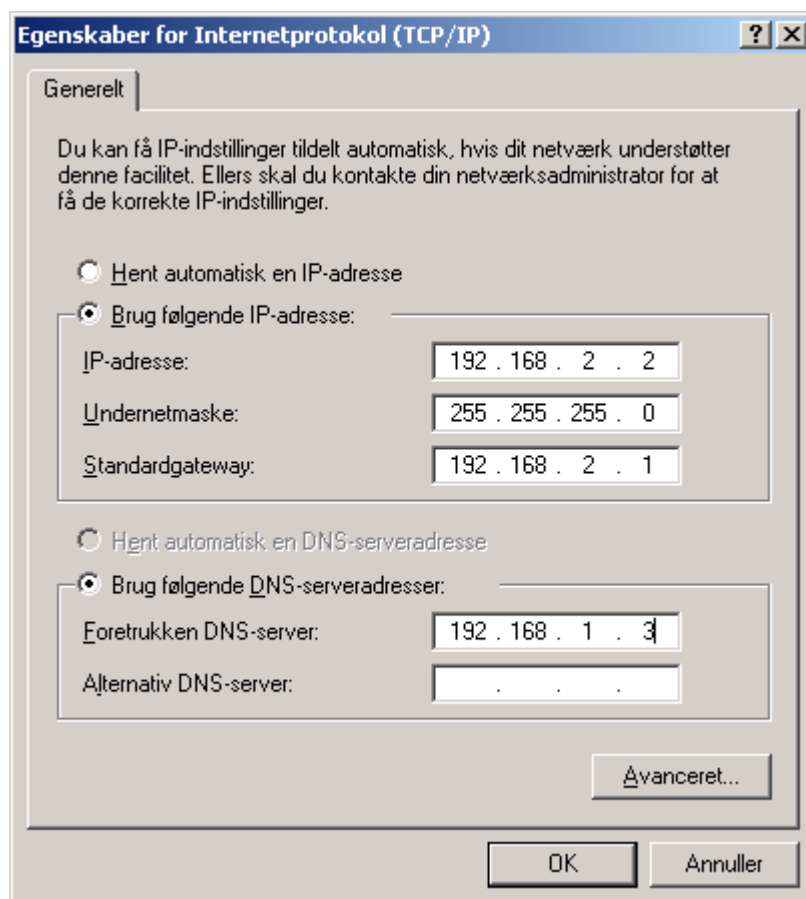 Egenskaber for Internetprotokol (TCP/IP)
Generelt
Du kan få IP-indstillinger tildelt automatisk, hvis dit netværk understøtter
denne facilitet. Ellers skal du kontakte din netværksadministrator for at
få de korrekte IP-indstillinger.
Hent automatisk en IP-adresse
Brug følgende IP-adresse:
IP-adresse: 192 . 168 . 2 . 2
Undernetmaske: 255 . 255 . 255 . 0
Standardgateway: 192 . 168 . 2 . 1
Hent automatisk en DNS-serveradresse
Brug følgende DNS-serveradresser:
Foretrukken DNS-server: 192 . 168 . 1 . 3
Alternativ DNS-server: . . .
Avanceret...
OK Annuller